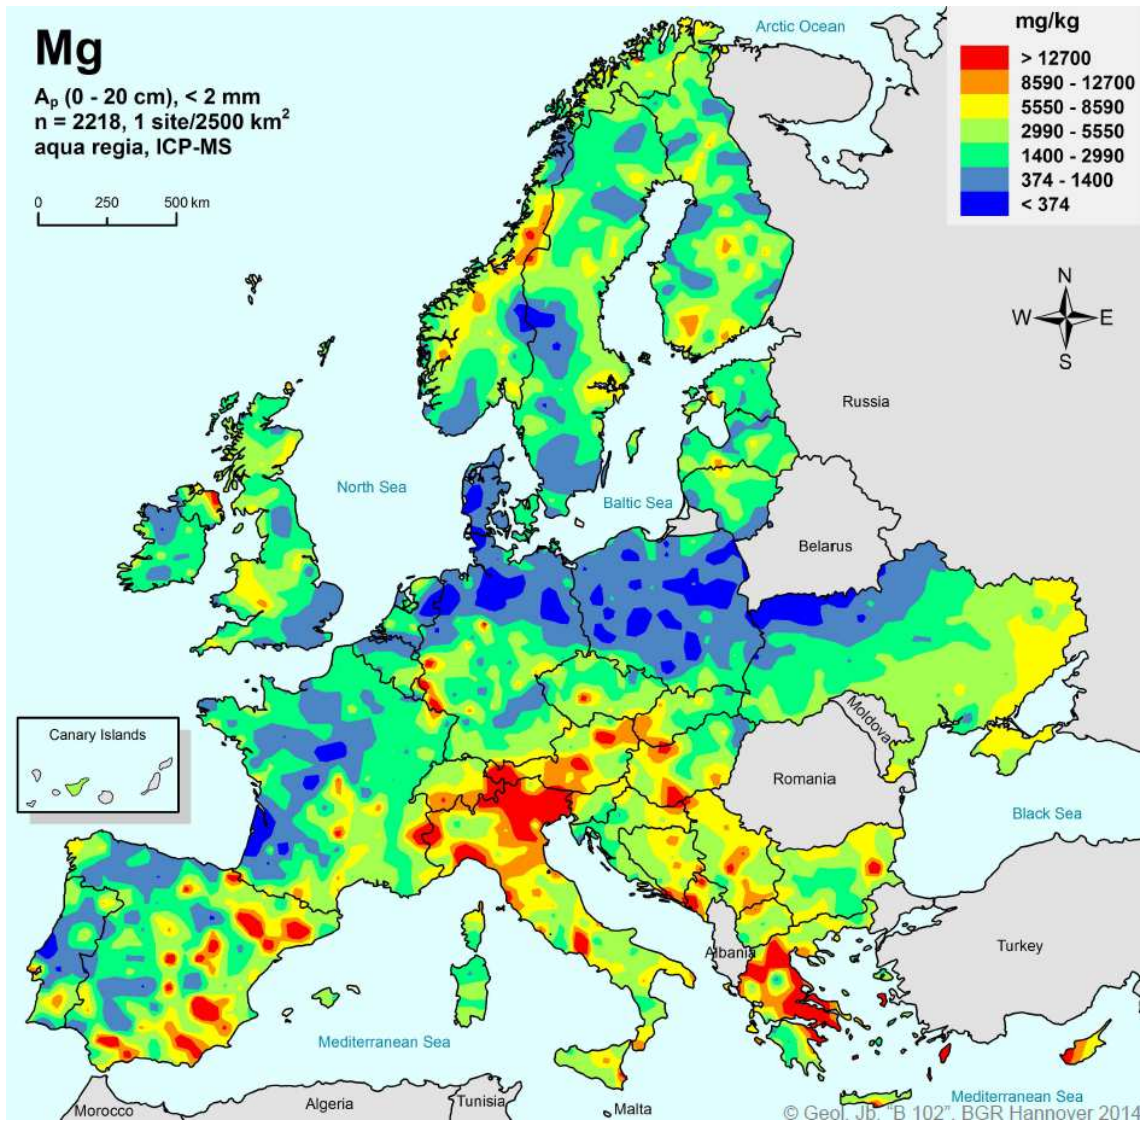 Mg
Aₚ (0 - 20 cm), < 2 mm
n = 2218, 1 site/2500 km²
aqua regia, ICP-MS
0 250 500 km
mg/kg
> 12700
8590 - 12700
5550 - 8590
2990 - 5550
1400 - 2990
374 - 1400
< 374
Arctic Ocean
N
W E
S
Russia
North Sea
Baltic Sea
Belarus
Moldova
Canary Islands
Romania
Black Sea
Albania
Turkey
Mediterranean Sea
Mediterranean Sea
Morocco
Algeria
Tunisia
Malta
© Geol. Jb. "B 102", BGR Hannover 2014